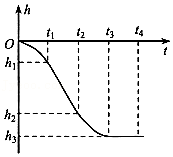 h
O t₁ t₂ t₃ t₄
t
h₁
h₂
h₃